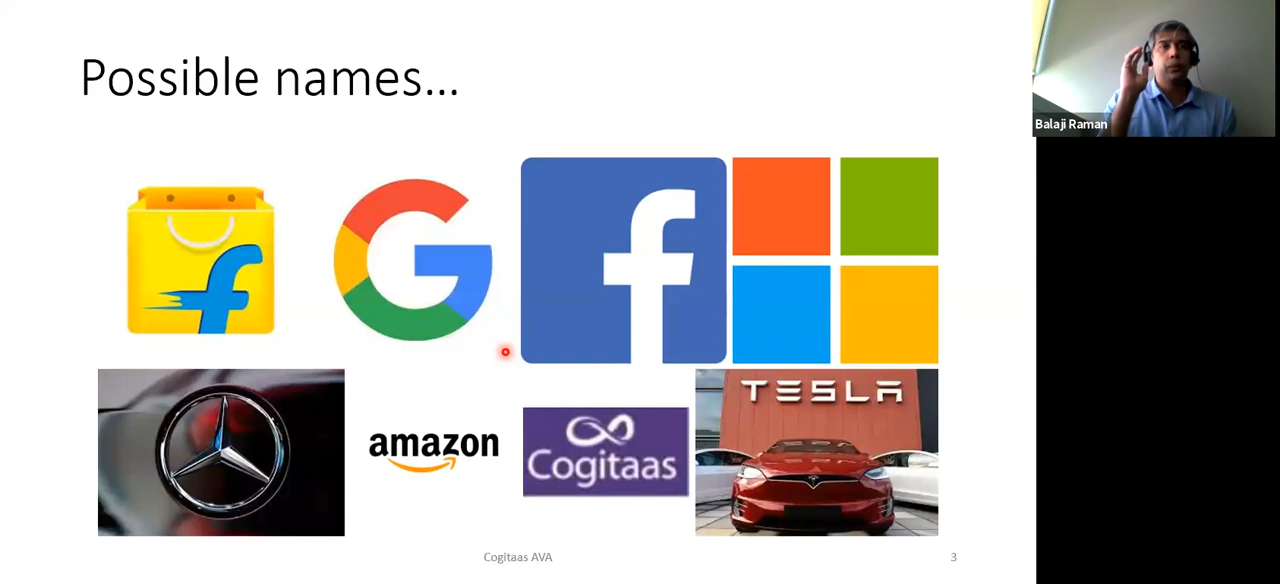 Possible names...
Balaji Raman
f
G
f
amazon
Cogitaas
TESLA
Cogitaas AVA
3